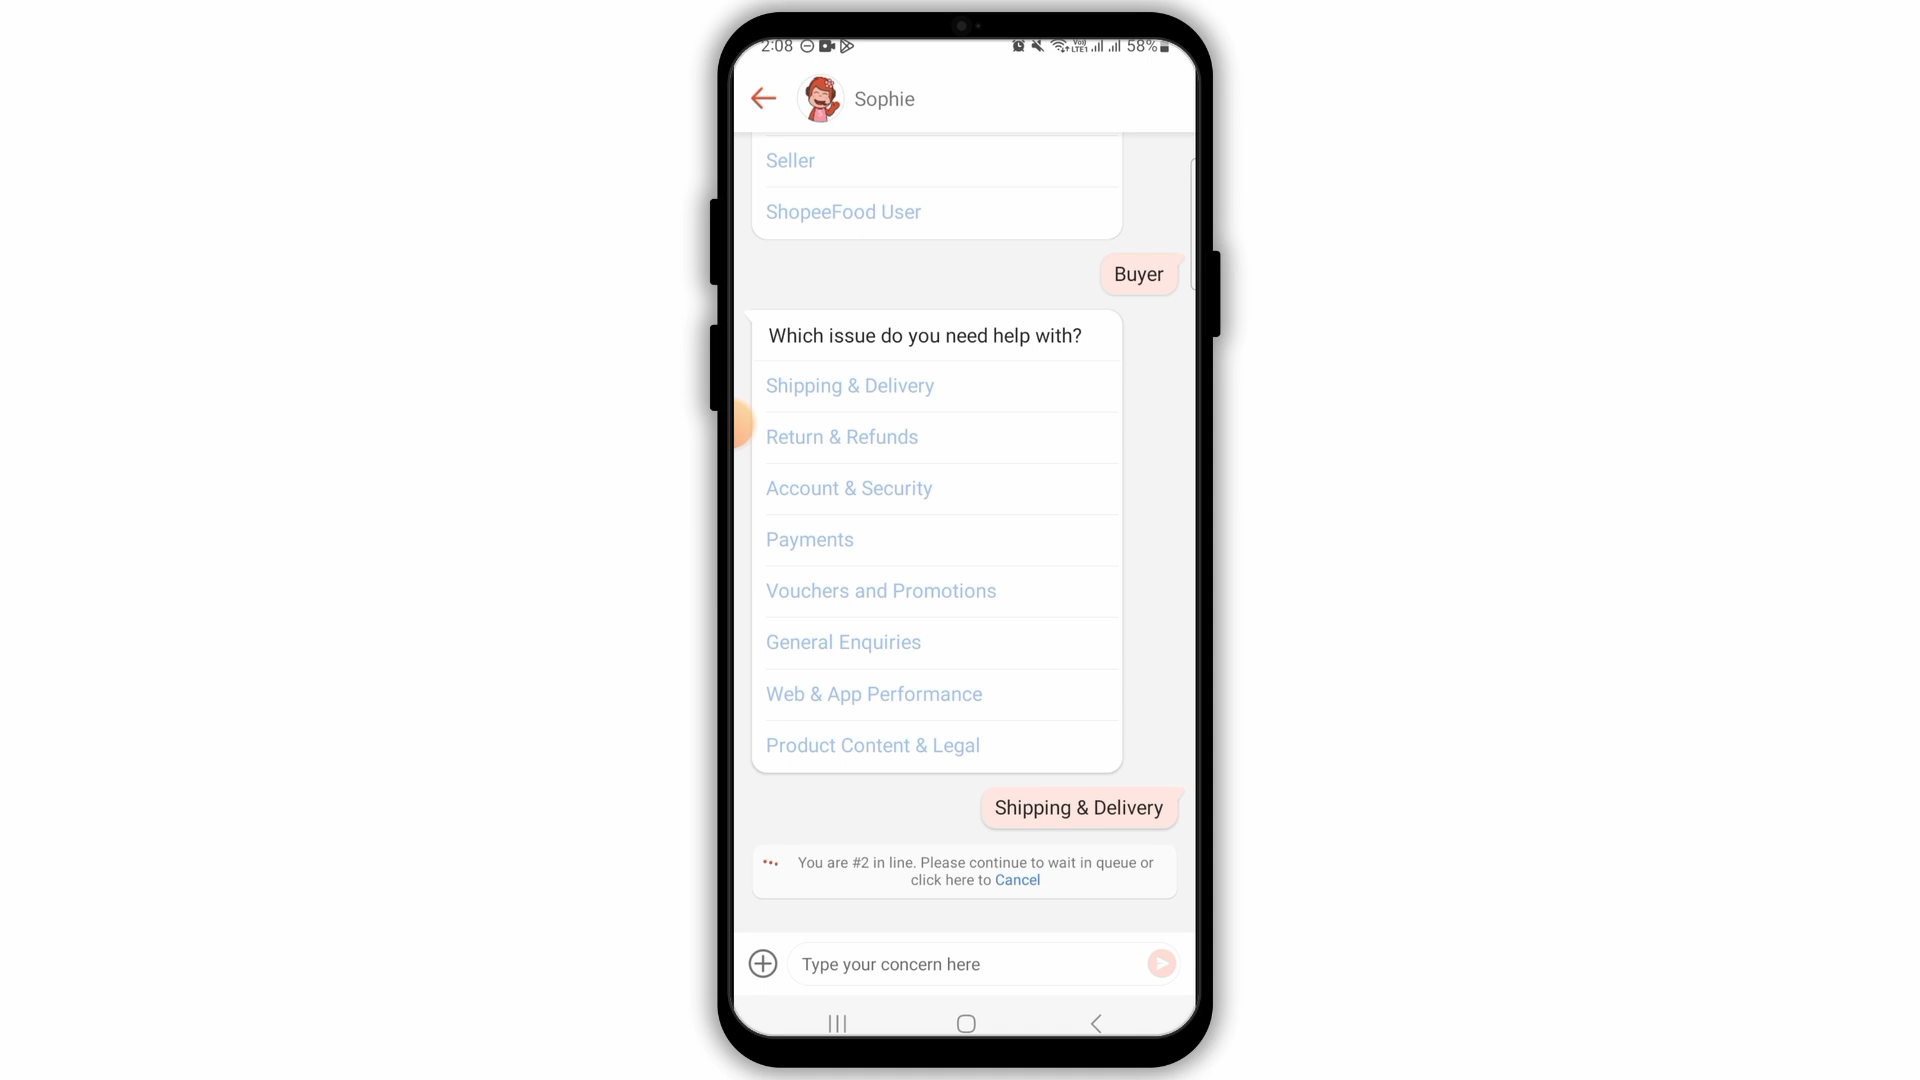 2:08
58%
Sophie
Seller
ShopeeFood User
Buyer
Which issue do you need help with?
Shipping & Delivery
Return & Refunds
Account & Security
Payments
Vouchers and Promotions
General Enquiries
Web & App Performance
Product Content & Legal
Shipping & Delivery
You are #2 in line. Please continue to wait in queue or
click here to Cancel
Type your concern here